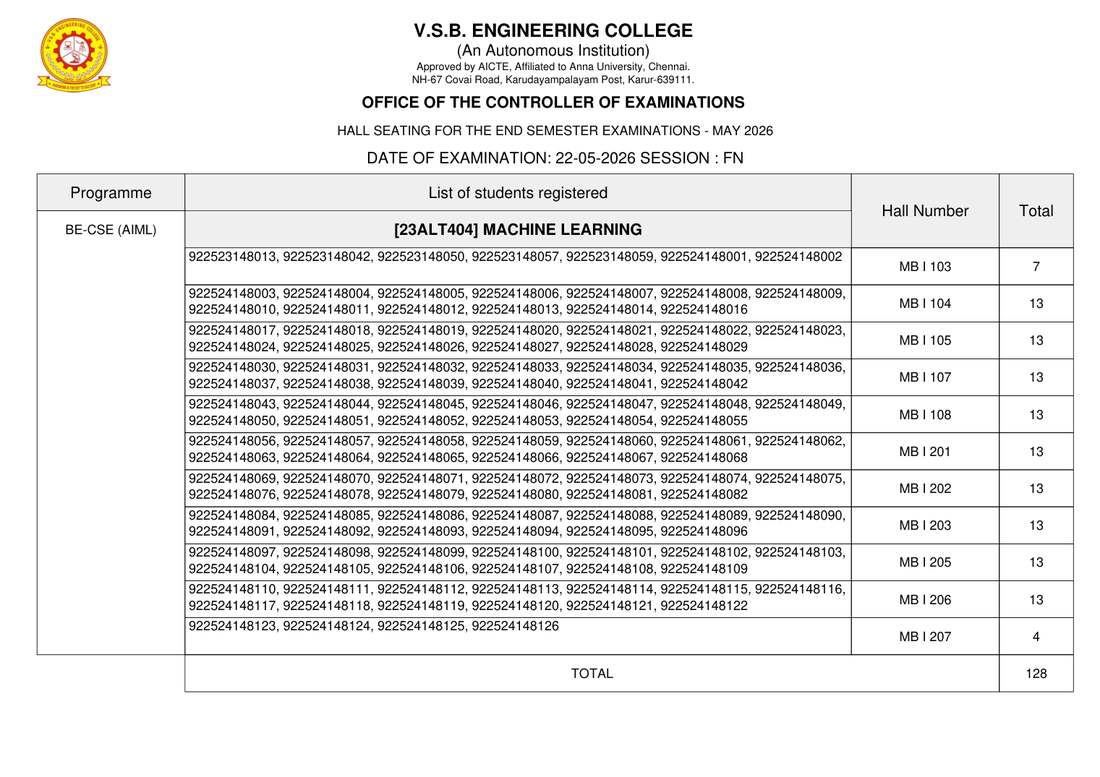 V.S.B. ENGINEERING COLLEGE
(An Autonomous Institution)
Approved by AICTE, Affiliated to Anna University, Chennai.
NH-67 Covai Road, Karudayampalayam Post, Karur-639111.
OFFICE OF THE CONTROLLER OF EXAMINATIONS
HALL SEATING FOR THE END SEMESTER EXAMINATIONS - MAY 2026
DATE OF EXAMINATION: 22-05-2026 SESSION : FN
Programme List of students registered Hall Number Total
BE-CSE (AIML) [23ALT404] MACHINE LEARNING
922523148013, 922523148042, 922523148050, 922523148057, 922523148059, 922524148001, 922524148002
MB I 103 7
922524148003, 922524148004, 922524148005, 922524148006, 922524148007, 922524148008, 922524148009,
922524148010, 922524148011, 922524148012, 922524148013, 922524148014, 922524148016
MB I 104 13
922524148017, 922524148018, 922524148019, 922524148020, 922524148021, 922524148022, 922524148023,
922524148024, 922524148025, 922524148026, 922524148027, 922524148028, 922524148029
MB I 105 13
922524148030, 922524148031, 922524148032, 922524148033, 922524148034, 922524148035, 922524148036,
922524148037, 922524148038, 922524148039, 922524148040, 922524148041, 922524148042
MB I 107 13
922524148043, 922524148044, 922524148045, 922524148046, 922524148047, 922524148048, 922524148049,
922524148050, 922524148051, 922524148052, 922524148053, 922524148054, 922524148055
MB I 108 13
922524148056, 922524148057, 922524148058, 922524148059, 922524148060, 922524148061, 922524148062,
922524148063, 922524148064, 922524148065, 922524148066, 922524148067, 922524148068
MB I 201 13
922524148069, 922524148070, 922524148071, 922524148072, 922524148073, 922524148074, 922524148075,
922524148076, 922524148078, 922524148079, 922524148080, 922524148081, 922524148082
MB I 202 13
922524148084, 922524148085, 922524148086, 922524148087, 922524148088, 922524148089, 922524148090,
922524148091, 922524148092, 922524148093, 922524148094, 922524148095, 922524148096
MB I 203 13
922524148097, 922524148098, 922524148099, 922524148100, 922524148101, 922524148102, 922524148103,
922524148104, 922524148105, 922524148106, 922524148107, 922524148108, 922524148109
MB I 205 13
922524148110, 922524148111, 922524148112, 922524148113, 922524148114, 922524148115, 922524148116,
922524148117, 922524148118, 922524148119, 922524148120, 922524148121, 922524148122
MB I 206 13
922524148123, 922524148124, 922524148125, 922524148126
MB I 207 4
TOTAL 128